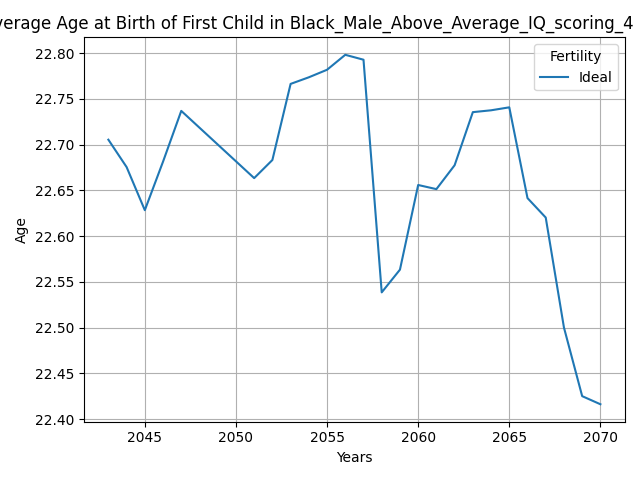 verage Age at Birth of First Child in Black_Male_Above_Average_IQ_scoring_4
Fertility
Ideal
22.80
22.75
22.70
22.65
22.60
22.55
22.50
22.45
22.40
Age
2045 2050 2055 2060 2065 2070
Years